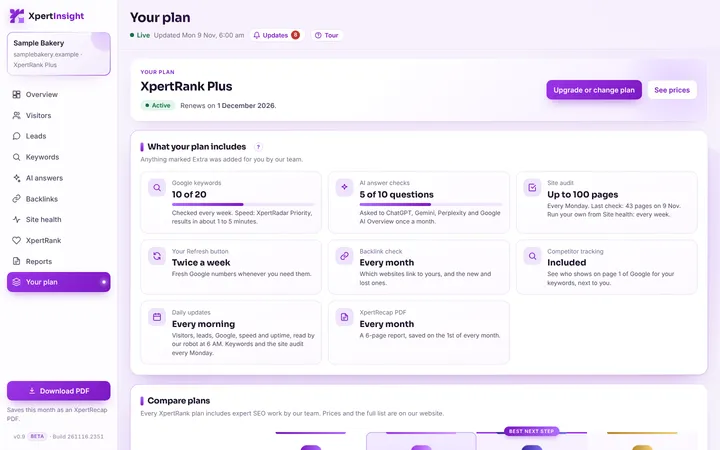 XpertInsight
Sample Bakery
samplebakery.example ·
XpertRank Plus
Overview
Visitors
Leads
Keywords
AI answers
Backlinks
Site health
XpertRank
Reports
Your plan
Download PDF
Saves this month as an XpertRecap
PDF.
v0.9 BETA · Build 261116.2351
Your plan
Live Updated Mon 9 Nov, 6:00 am
Updates 8
Tour
YOUR PLAN
XpertRank Plus
Active Renews on 1 December 2026.
Upgrade or change plan
See prices
What your plan includes ?
Anything marked Extra was added for you by our team.
Google keywords
10 of 20
Checked every week. Speed: XpertRadar Priority,
results in about 1 to 5 minutes.
AI answer checks
5 of 10 questions
Asked to ChatGPT, Gemini, Perplexity and Google
AI Overview once a month.
Site audit
Up to 100 pages
Every Monday. Last check: 43 pages on 9 Nov.
Run your own from Site health: every week.
Your Refresh button
Twice a week
Fresh Google numbers whenever you need them.
Backlink check
Every month
Which websites link to yours, and the new and
lost ones.
Competitor tracking
Included
See who shows on page 1 of Google for your
keywords, next to you.
Daily updates
Every morning
Visitors, leads, Google, speed and uptime, read by
our robot at 6 AM. Keywords and the site audit
every Monday.
XpertRecap PDF
Every month
A 6-page report, saved on the 1st of every month.
Compare plans
Every XpertRank plan includes expert SEO work by our team. Prices and the full list are on our website.
BEST NEXT STEP